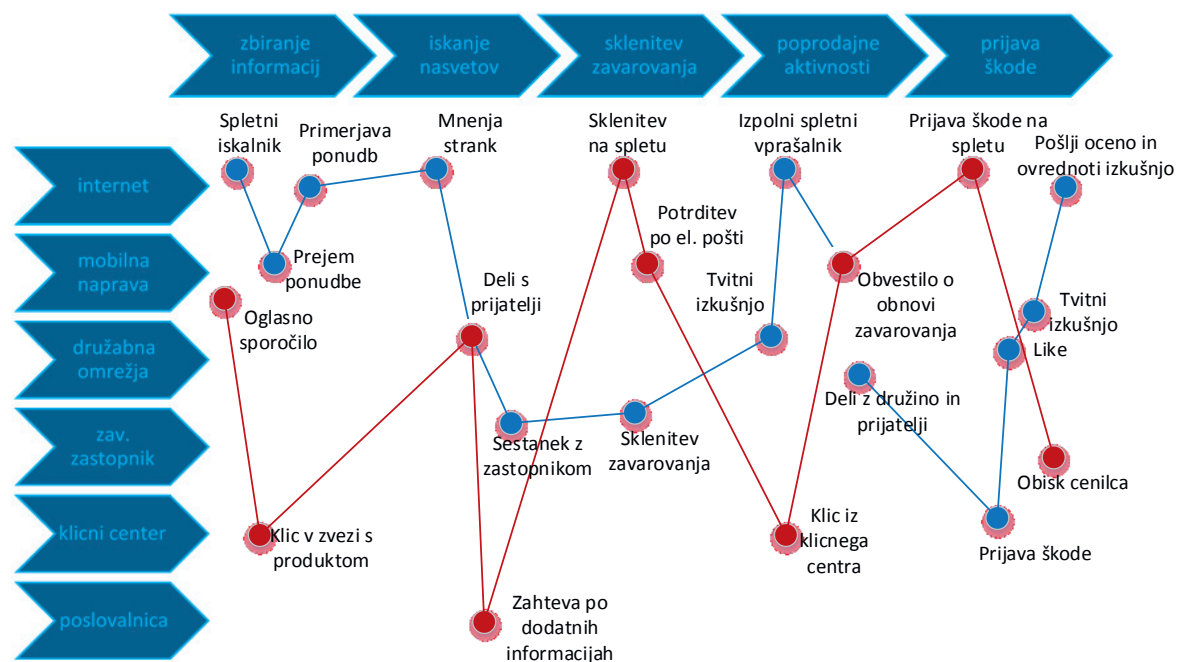 zbiranje
informacij
iskanje
nasvetov
sklenitev
zavarovanja
poprodajne
aktivnosti
prijava
škode
internet
mobilna
naprava
družabna
omrežja
zav.
zastopnik
klicni center
poslovalnica
Spletni
iskalnik
Primerjava
ponudb
Mnenja
strank
Sklenitev
na spletu
Izpolni spletni
vprašalnik
Prijava škode na
spletu
Pošlji oceno in
ovrednoti izkušnjo
Prejem
ponudbe
Potrditev
po el. pošti
Oglasno
sporočilo
Deli s
prijatelji
Tvitni
izkušnjo
Obvestilo o
obnovi
zavarovanja
Tvitni
izkušnjo
Like
Deli z družino in
prijatelji
Sestanek z
zastopnikom
Sklenitev
zavarovanja
Obisk cenilca
Klic v zvezi s
produktom
Klic iz
klicnega
centra
Prijava škode
Zahteva po
dodatnih
informacijah